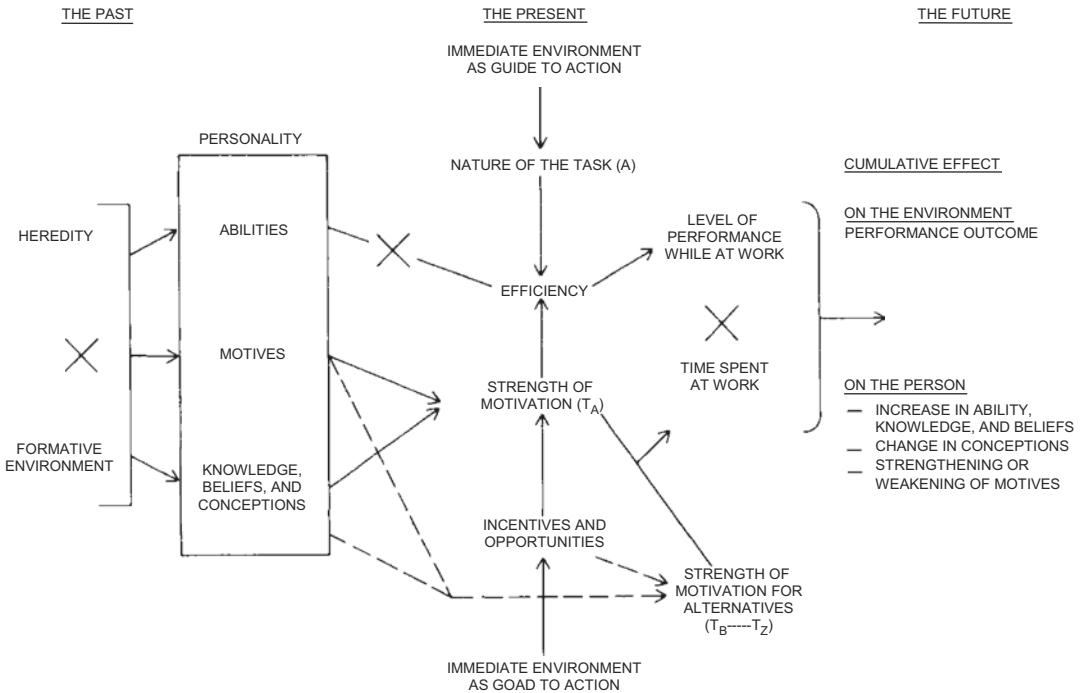 THE PAST
THE PRESENT
THE FUTURE
IMMEDIATE ENVIRONMENT
AS GUIDE TO ACTION
PERSONALITY
NATURE OF THE TASK (A)
CUMULATIVE EFFECT
HEREDITY
ABILITIES
LEVEL OF
PERFORMANCE
WHILE AT WORK
ON THE ENVIRONMENT
PERFORMANCE OUTCOME
EFFICIENCY
MOTIVES
TIME SPENT
AT WORK
STRENGTH OF
MOTIVATION (TA)
ON THE PERSON
— INCREASE IN ABILITY,
KNOWLEDGE, AND BELIEFS
— CHANGE IN CONCEPTIONS
— STRENGTHENING OR
WEAKENING OF MOTIVES
FORMATIVE
ENVIRONMENT
KNOWLEDGE,
BELIEFS, AND
CONCEPTIONS
INCENTIVES AND
OPPORTUNITIES
STRENGTH OF
MOTIVATION FOR
ALTERNATIVES
(TB-----TZ)
IMMEDIATE ENVIRONMENT
AS GOAD TO ACTION